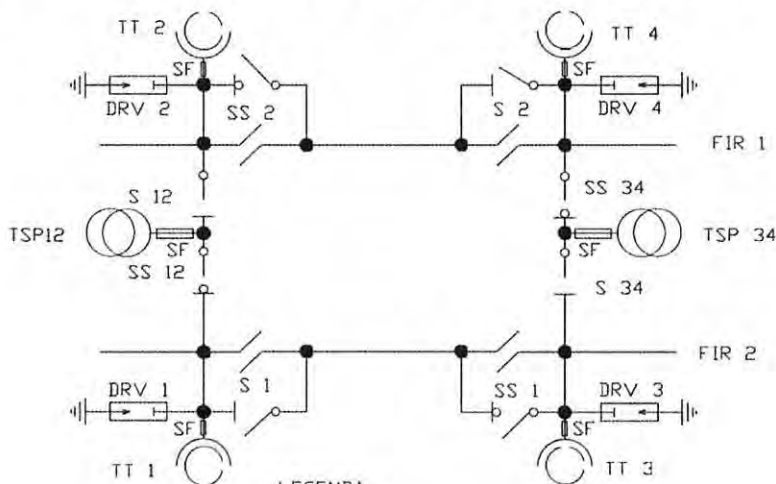 TT 2
TT 4
SF
SF
DRV 2
SS 2
S 2
DRV 4
FIR 1
S 12
SS 34
TSP12
SF
SF
TSP 34
SS 12
S 34
FIR 2
DRV 1
S 1
SS 1
DRV 3
SF
SF
TT 1
TT 3